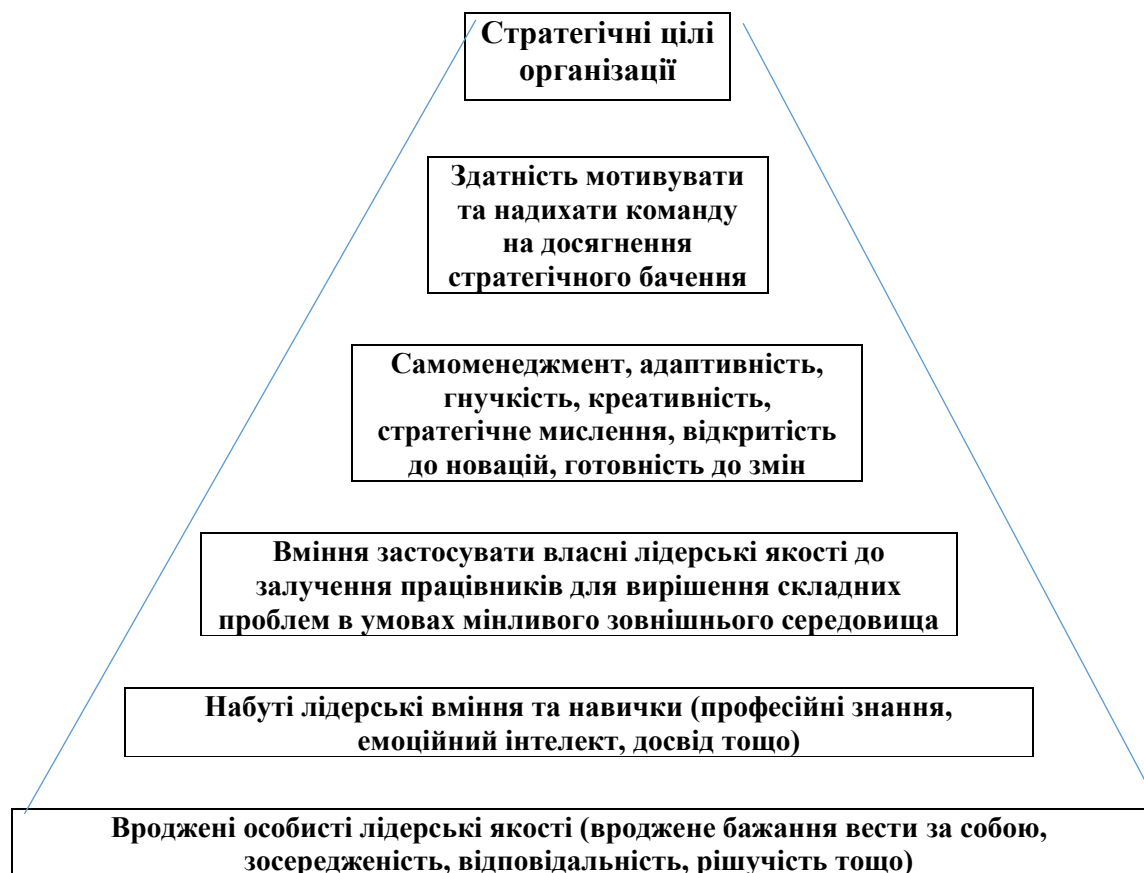 Стратегічні цілі
організації
Здатність мотивувати
та надихати команду
на досягнення
стратегічного бачення
Самоменеджмент, адаптивність,
гнучкість, креативність,
стратегічне мислення, відкритість
до новацій, готовність до змін
Вміння застосувати власні лідерські якості до
залучення працівників для вирішення складних
проблем в умовах мінливого зовнішнього середовища
Набуті лідерські вміння та навички (професійні знання,
емоційний інтелект, досвід тощо)
Вроджені особисті лідерські якості (вроджене бажання вести за собою,
зосередженість, відповідальність, рішучість тощо)